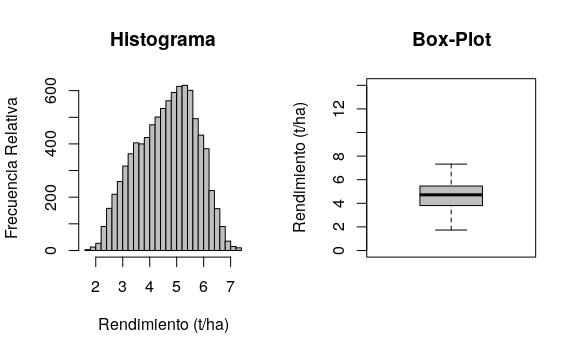 Histograma
Frecuencia Relativa
0 200 400 600
2 3 4 5 6 7
Rendimiento (t/ha)
Box-Plot
Rendimiento (t/ha)
0 2 4 6 8 12